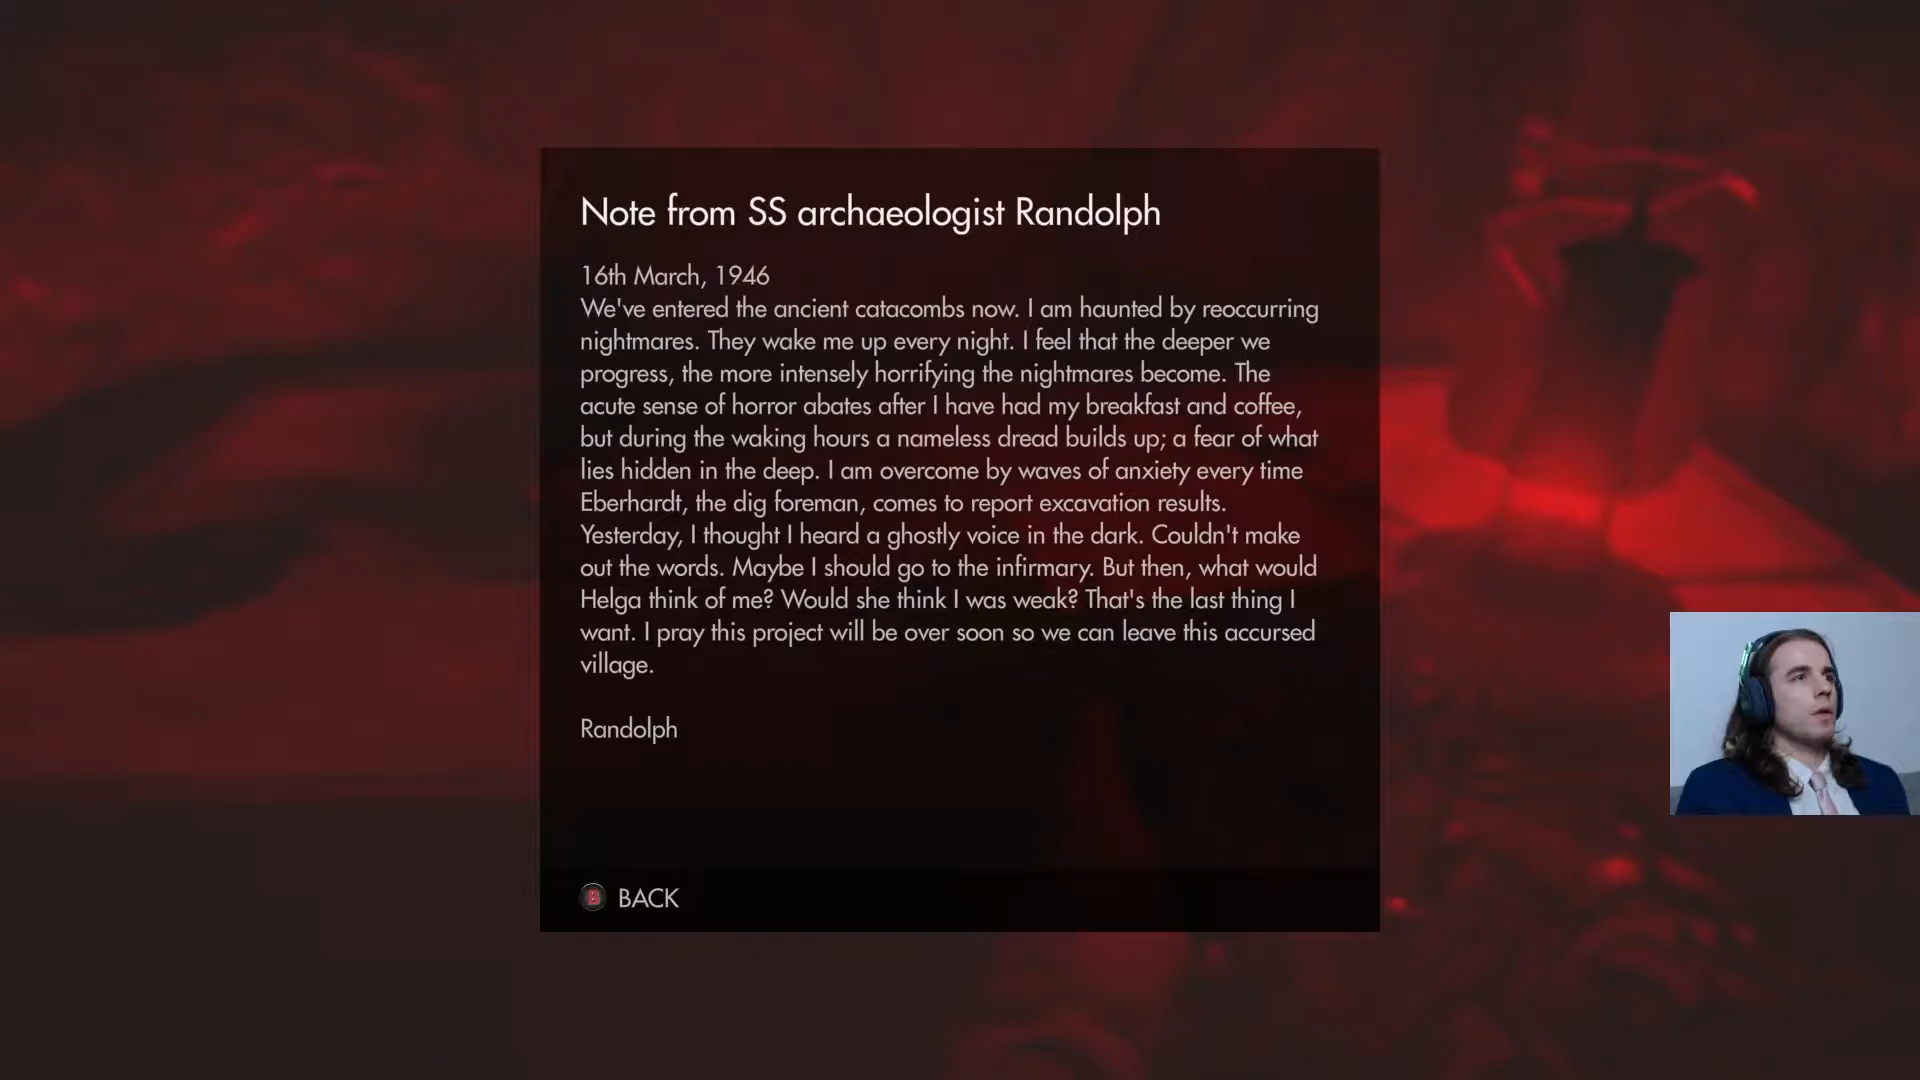 Note from SS archaeologist Randolph
16th March, 1946
We've entered the ancient catacombs now. I am haunted by reoccurring
nightmares. They wake me up every night. I feel that the deeper we
progress, the more intensely horrifying the nightmares become. The
acute sense of horror abates after I have had my breakfast and coffee,
but during the waking hours a nameless dread builds up; a fear of what
lies hidden in the deep. I am overcome by waves of anxiety every time
Eberhardt, the dig foreman, comes to report excavation results.
Yesterday, I thought I heard a ghostly voice in the dark. Couldn't make
out the words. Maybe I should go to the infirmary. But then, what would
Helga think of me? Would she think I was weak? That's the last thing I
want. I pray this project will be over soon so we can leave this accursed
village.
Randolph
B BACK